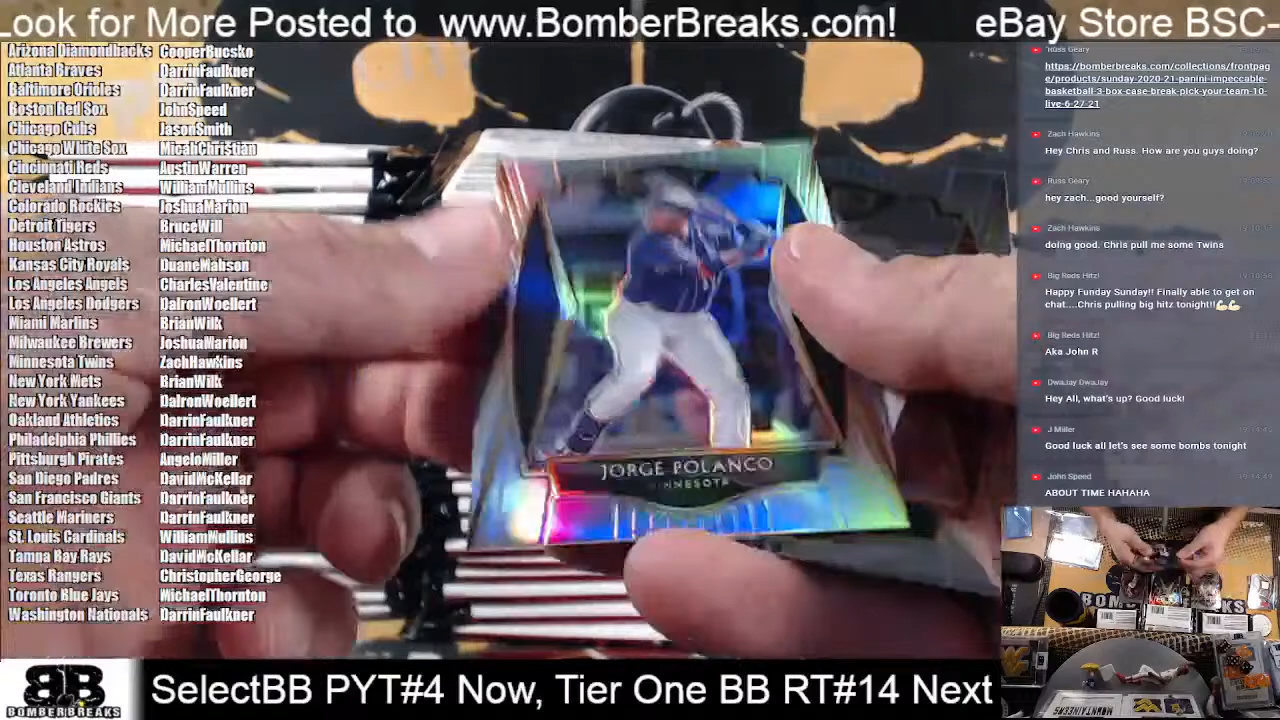 Look for More Posted to www.BomberBreaks.com! eBay Store BSC-
Arizona Diamondbacks CooperBucsko
Atlanta Braves DarrinFaulkner
Baltimore Orioles DarrinFaulkner
Boston Red Sox JohnSpeed
Chicago Cubs JasonSmith
Chicago White Sox MicahChristian
Cincinnati Reds AustinWarren
Cleveland Indians WilliamMullins
Colorado Rockies JoshuaMarion
Detroit Tigers BruceWill
Houston Astros MichaelThornton
Kansas City Royals DuaneMabson
Los Angeles Angels CharlesValentine
Los Angeles Dodgers DalronWoellert
Miami Marlins BrianWilk
Milwaukee Brewers JoshuaMarion
Minnesota Twins ZachHawkins
New York Mets BrianWilk
New York Yankees DalronWoellert
Oakland Athletics DarrinFaulkner
Philadelphia Phillies DarrinFaulkner
Pittsburgh Pirates AngeloMiller
San Diego Padres DavidMcKellar
San Francisco Giants DarrinFaulkner
Seattle Mariners DarrinFaulkner
St. Louis Cardinals WilliamMullins
Tampa Bay Rays DavidMcKellar
Texas Rangers ChristopherGeorge
Toronto Blue Jays MichaelThornton
Washington Nationals DarrinFaulkner
JORGE POLANCO
MINNESOTA
Russ Geary
https://bomberbreaks.com/collections/frontpag
e/products/sunday-2020-21-panini-impeccable-
basketball-3-box-case-break-pick-your-team-10-
live-6-27-21
Zach Hawkins
Hey Chris and Russ. How are you guys doing?
Russ Geary
hey zach...good yourself?
Zach Hawkins
doing good. Chris pull me some Twins
Big Reds Hitz!
Happy Funday Sunday!! Finally able to get on
chat....Chris pulling big hitz tonight!!💪💪
Big Reds Hitz!
Aka John R
DwaJay DwaJay
Hey All, what's up? Good luck!
J Miller
Good luck all let's see some bombs tonight
John Speed
ABOUT TIME HAHAHA
MOUNTAINEERS
BB
BOMBERBREAKS
SelectBB PYT#4 Now, Tier One BB RT#14 Next